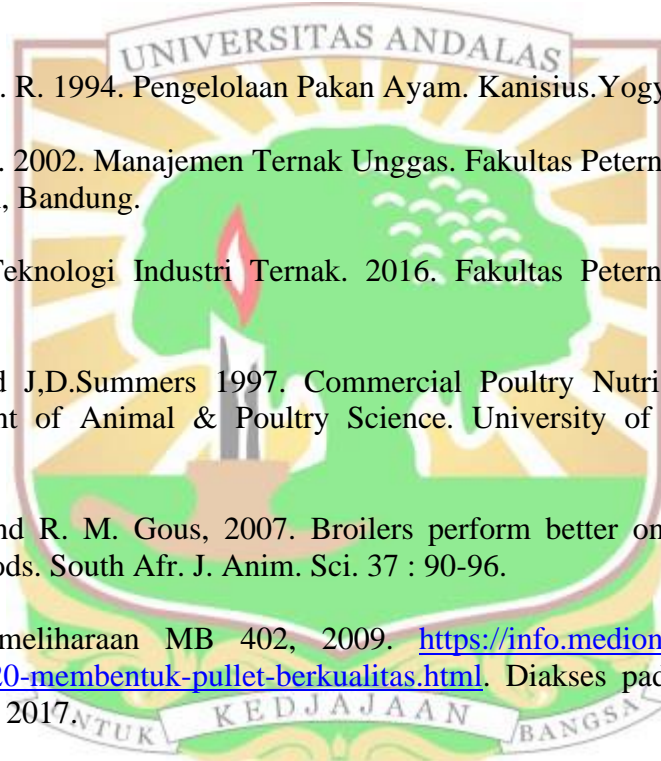 UNIVERSITAS ANDALAS
. R. 1994. Pengelolaan Pakan Ayam. Kanisius.Yogy
. 2002. Manajemen Ternak Unggas. Fakultas Petern
, Bandung.
Teknologi Industri Ternak. 2016. Fakultas Petern
d J,D.Summers 1997. Commercial Poultry Nutri
nt of Animal & Poultry Science. University of
nd R. M. Gous, 2007. Broilers perform better on
ods. South Afr. J. Anim. Sci. 37 : 90-96.
meliharaan MB 402, 2009. https://info.medion
20-membentuk-pullet-berkualitas.html. Diakses pad
2017.
UNTUK KEDJAJAAN BANGSA